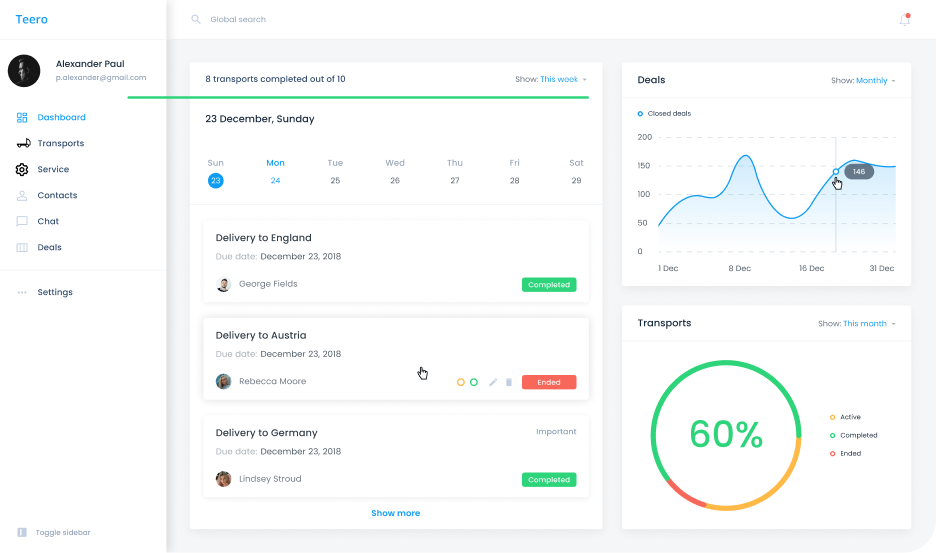 Teero
Global search
Alexander Paul
p.alexander@gmail.com
Dashboard
Transports
Service
Contacts
Chat
Deals
Settings
Toggle sidebar
8 transports completed out of 10
Show: This week
23 December, Sunday
Sun Mon Tue Wed Thu Fri Sat
23 24 25 26 27 28 29
Delivery to England
Due date: December 23, 2018
George Fields
Completed
Delivery to Austria
Due date: December 23, 2018
Rebecca Moore
Ended
Delivery to Germany
Important
Due date: December 23, 2018
Lindsey Stroud
Completed
Show more
Deals
Show: Monthly
Closed deals
200
150
146
100
50
0
1 Dec 8 Dec 16 Dec 31 Dec
Transports
Show: This month
60%
Active
Completed
Ended